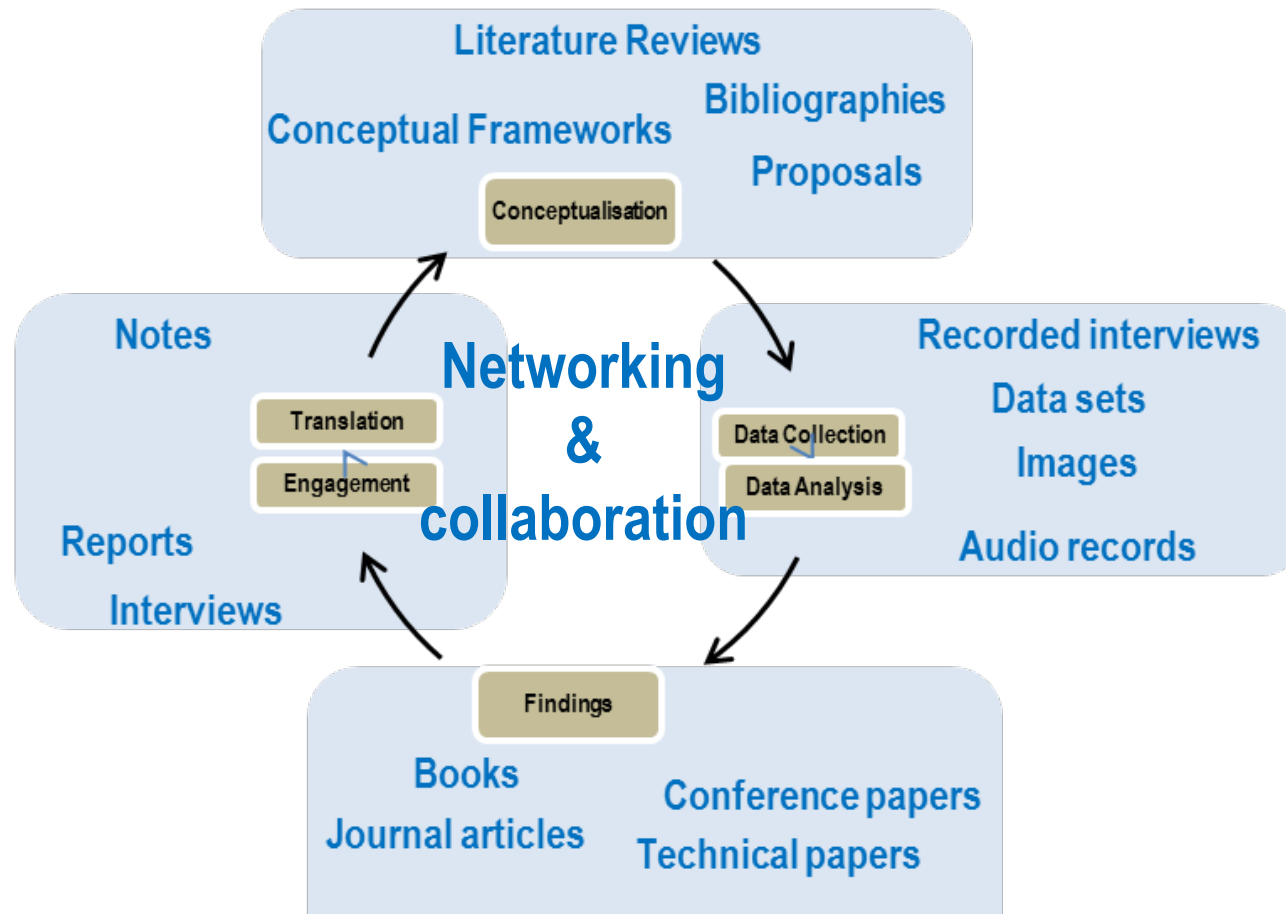 Literature Reviews
Bibliographies
Conceptual Frameworks
Proposals
Conceptualisation
Notes
Translation
Engagement
Reports
Interviews
Networking
&
collaboration
Recorded interviews
Data sets
Data Collection
Images
Data Analysis
Audio records
Findings
Books
Conference papers
Journal articles
Technical papers